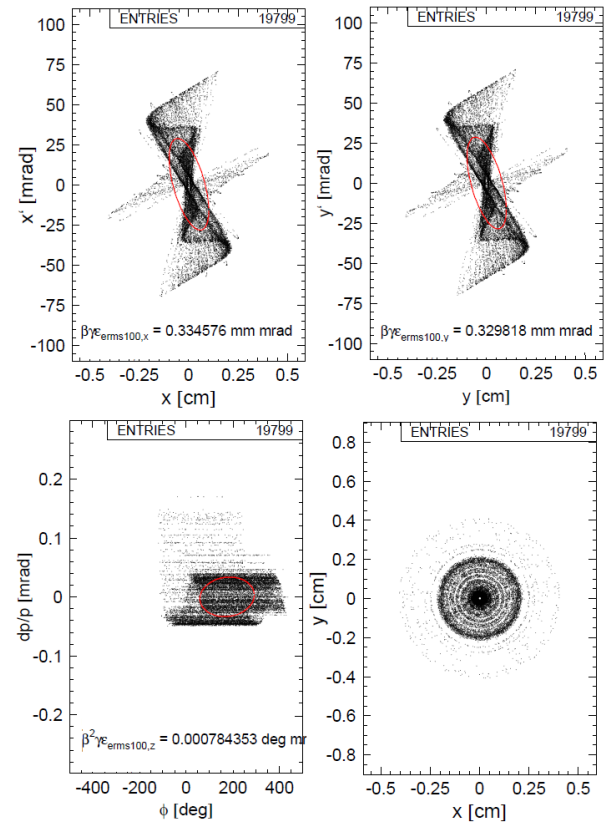 ENTRIES 19799
100
75
50
25
0
-25
-50
-75
-100
x' [mrad]
βγε_erms100,x = 0.334576 mm mrad
-0.5 -0.25 0 0.25 0.5
x [cm]
ENTRIES 19799
100
75
50
25
0
-25
-50
-75
-100
y' [mrad]
βγε_erms100,y = 0.329818 mm mrad
-0.5 -0.25 0 0.25 0.5
y [cm]
ENTRIES 19799
0.2
0.1
0
-0.1
-0.2
dp/p [mrad]
β²γε_erms100,z = 0.000784353 deg mr
-400 -200 0 200 400
ϕ [deg]
ENTRIES 19799
0.8
0.6
0.4
0.2
0
-0.2
-0.4
-0.6
-0.8
y [cm]
-0.5 -0.25 0 0.25 0.5
x [cm]